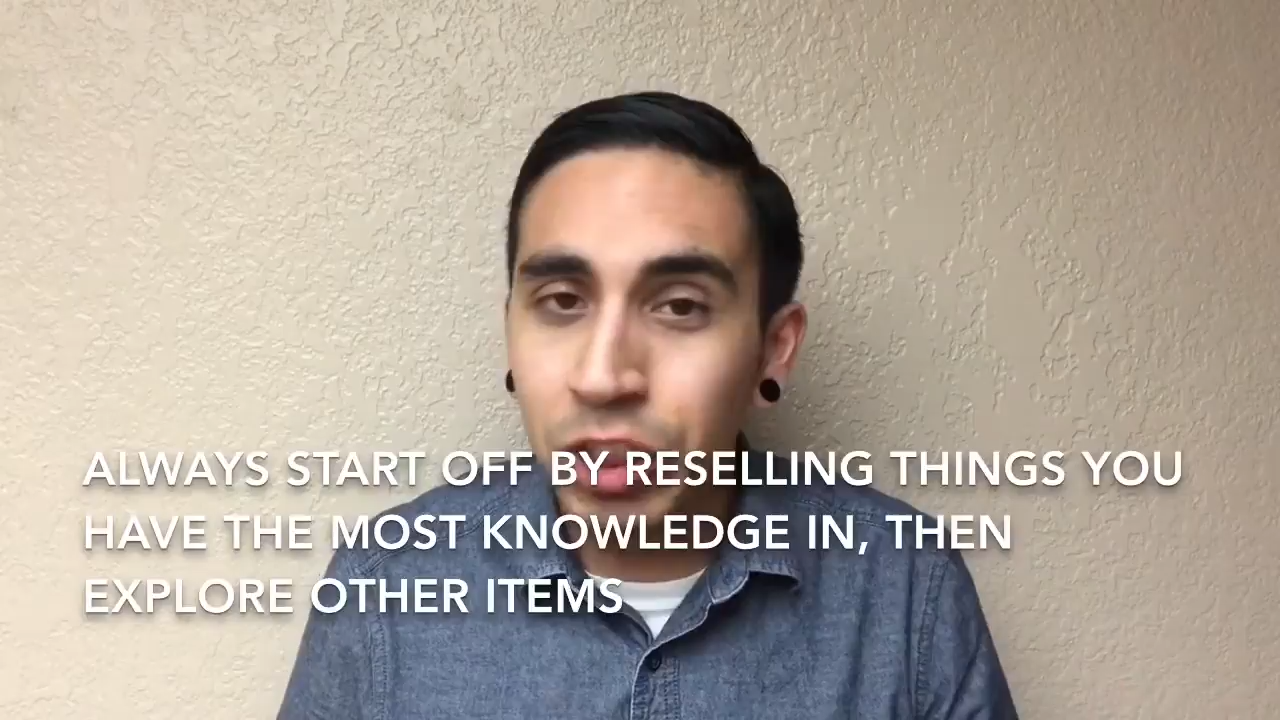 ALWAYS START OFF BY RESELLING THINGS YOU
HAVE THE MOST KNOWLEDGE IN, THEN
EXPLORE OTHER ITEMS